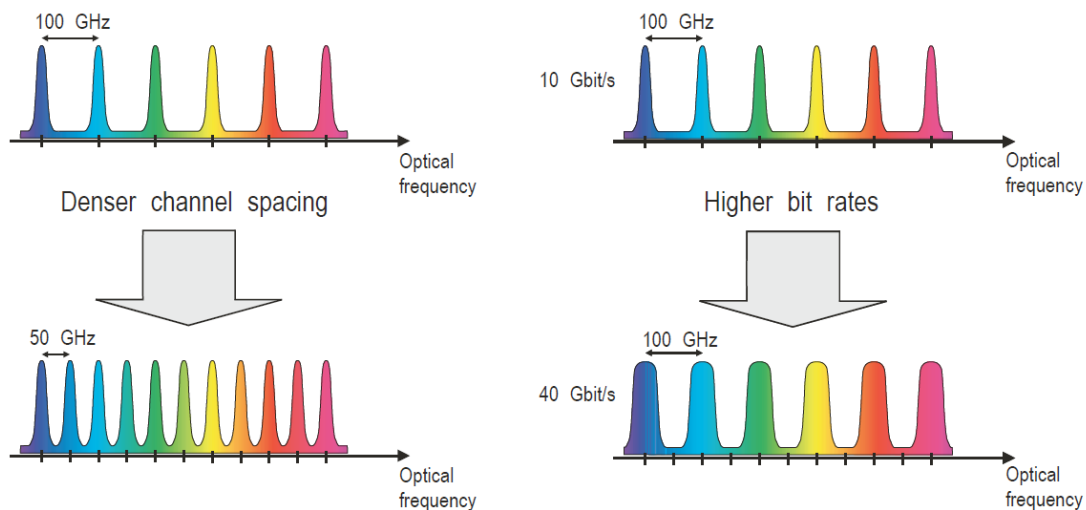 100 GHz
Optical
frequency
Denser channel spacing
50 GHz
Optical
frequency
100 GHz
10 Gbit/s
Optical
frequency
Higher bit rates
100 GHz
40 Gbit/s
Optical
frequency